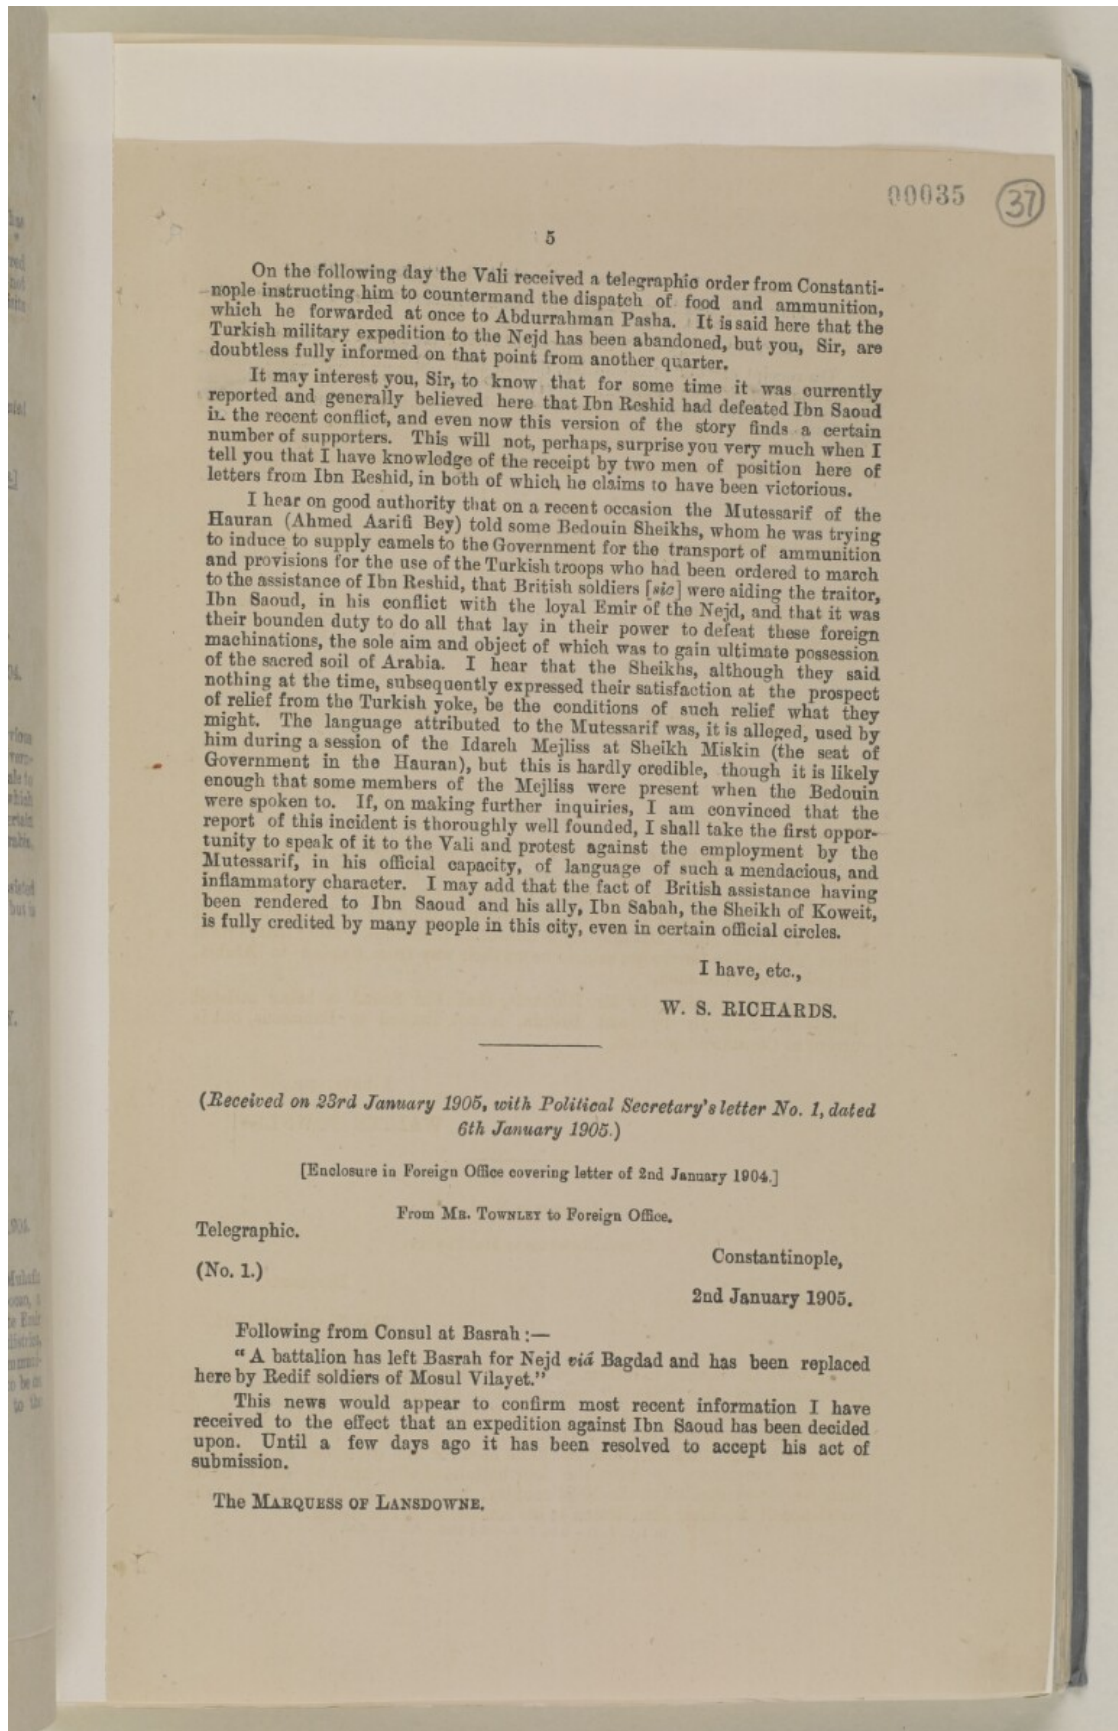 00035
37
5
On the following day the Vali received a telegraphic order from Constanti-
nople instructing him to countermand the dispatch of food and ammunition,
which he forwarded at once to Abdurrahman Pasha. It is said here that the
Turkish military expedition to the Nejd has been abandoned, but you, Sir, are
doubtless fully informed on that point from another quarter.
It may interest you, Sir, to know that for some time it was currently
reported and generally believed here that Ibn Reshid had defeated Ibn Saoud
in the recent conflict, and even now this version of the story finds a certain
number of supporters. This will not, perhaps, surprise you very much when I
tell you that I have knowledge of the receipt by two men of position here of
letters from Ibn Reshid, in both of which he claims to have been victorious.
I hear on good authority that on a recent occasion the Mutessarif of the
Hauran (Ahmed Aarifi Bey) told some Bedouin Sheikhs, whom he was trying
to induce to supply camels to the Government for the transport of ammunition
and provisions for the use of the Turkish troops who had been ordered to march
to the assistance of Ibn Reshid, that British soldiers [sic] were aiding the traitor,
Ibn Saoud, in his conflict with the loyal Emir of the Nejd, and that it was
their bounden duty to do all that lay in their power to defeat these foreign
machinations, the sole aim and object of which was to gain ultimate possession
of the sacred soil of Arabia. I hear that the Sheikhs, although they said
nothing at the time, subsequently expressed their satisfaction at the prospect
of relief from the Turkish yoke, be the conditions of such relief what they
might. The language attributed to the Mutessarif was, it is alleged, used by
him during a session of the Idareh Mejliss at Sheikh Miskin (the seat of
Government in the Hauran), but this is hardly credible, though it is likely
enough that some members of the Mejliss were present when the Bedouin
were spoken to. If, on making further inquiries, I am convinced that the
report of this incident is thoroughly well founded, I shall take the first oppor-
tunity to speak of it to the Vali and protest against the employment by the
Mutessarif, in his official capacity, of language of such a mendacious, and
inflammatory character. I may add that the fact of British assistance having
been rendered to Ibn Saoud and his ally, Ibn Sabah, the Sheikh of Koweit,
is fully credited by many people in this city, even in certain official circles.
I have, etc.,
W. S. RICHARDS.
(Received on 23rd January 1905, with Political Secretary's letter No. 1, dated
6th January 1905.)
[Enclosure in Foreign Office covering letter of 2nd January 1904.]
From MR. TOWNLEY to Foreign Office.
Telegraphic.
Constantinople,
(No. 1.)
2nd January 1905.
Following from Consul at Basrah :—
"A battalion has left Basrah for Nejd viá Bagdad and has been replaced
here by Redif soldiers of Mosul Vilayet."
This news would appear to confirm most recent information I have
received to the effect that an expedition against Ibn Saoud has been decided
upon. Until a few days ago it has been resolved to accept his act of
submission.
The MARQUESS OF LANSDOWNE.